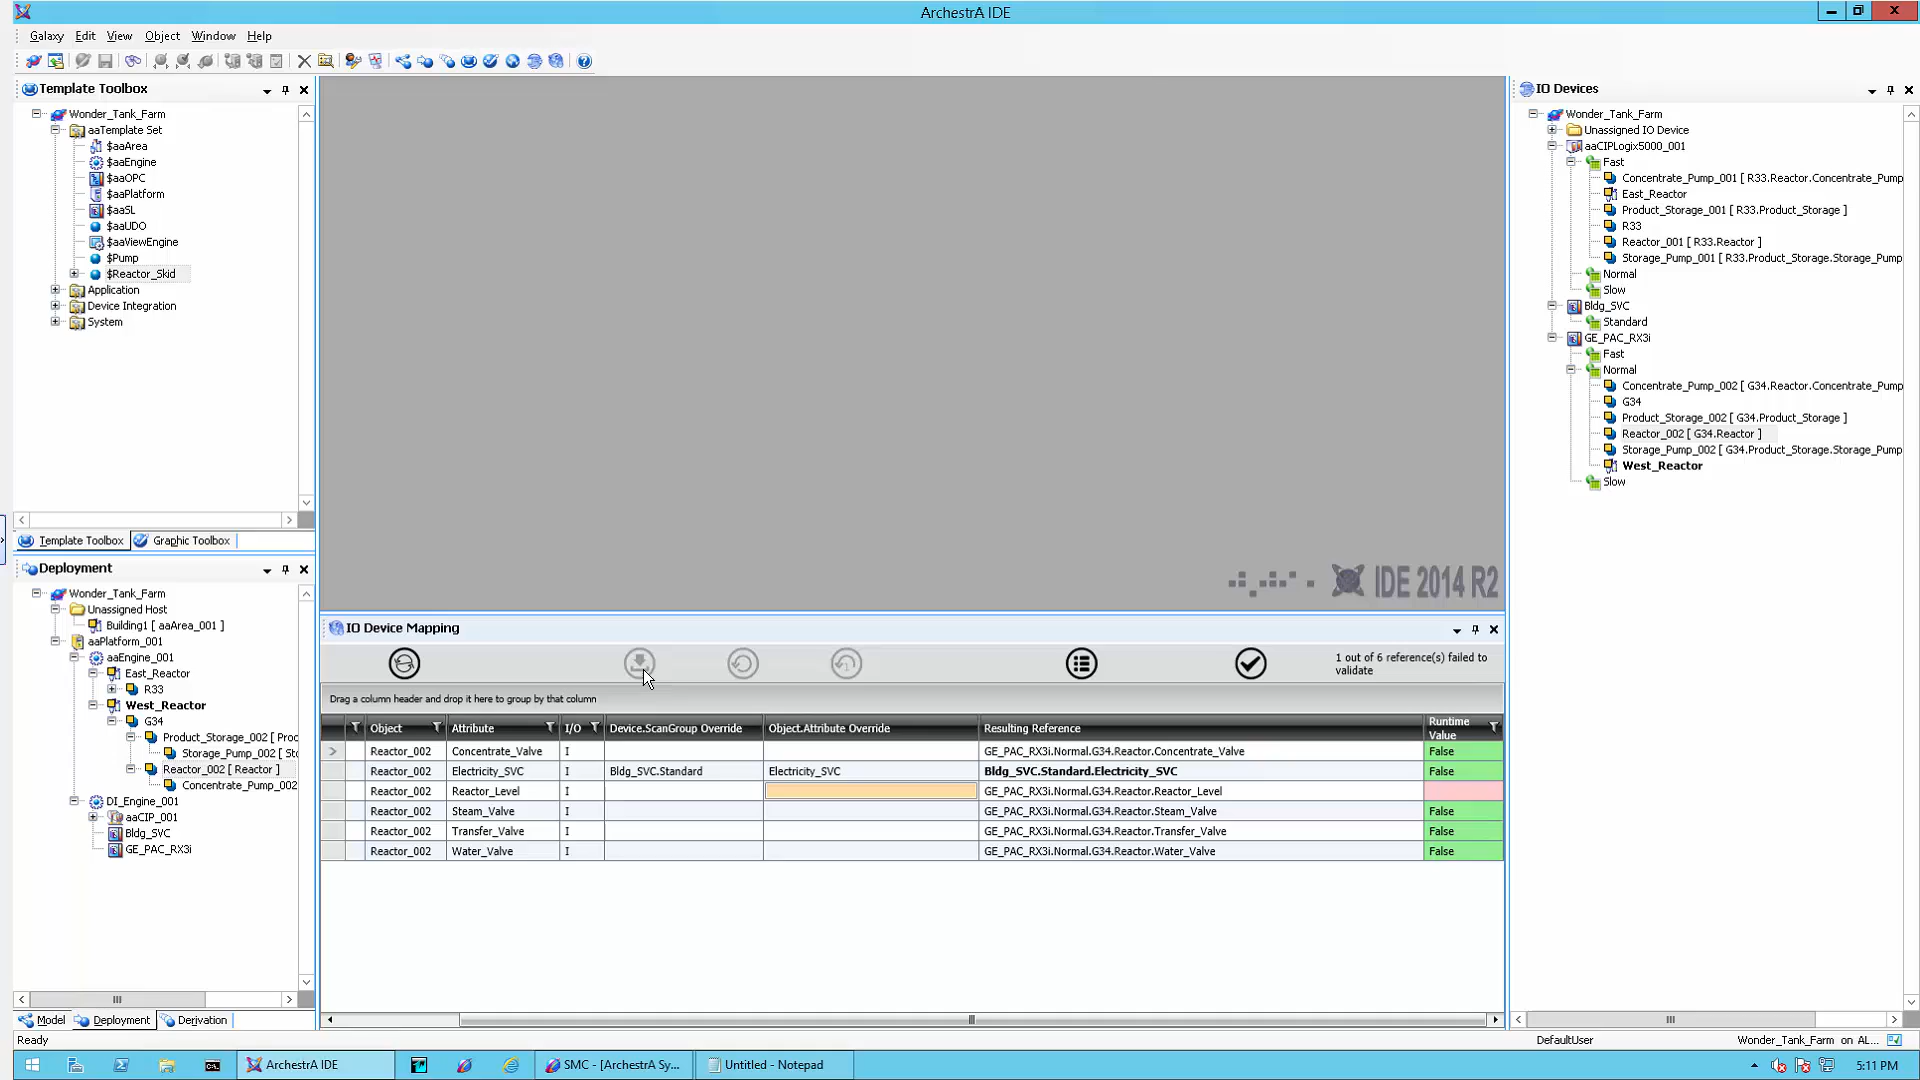 ArchestrA IDE
Galaxy Edit View Object Window Help
Template Toolbox
Wonder_Tank_Farm
aaTemplate Set
$aaArea
$aaEngine
$aaOPC
$aaPlatform
$aaSL
$aaUDO
$aaViewEngine
$Pump
$Reactor_Skid
Application
Device Integration
System
Template Toolbox Graphic Toolbox
Deployment
Wonder_Tank_Farm
Unassigned Host
Building1 [ aaArea_001 ]
aaPlatform_001
aaEngine_001
East_Reactor
R33
West_Reactor
G34
Product_Storage_002 [ Proc
Storage_Pump_002 [ Sto
Reactor_002 [ Reactor ]
Concentrate_Pump_002
DI_Engine_001
aaCIP_001
Bldg_SVC
GE_PAC_RX3i
Model Deployment Derivation
IDE 2014 R2
IO Device Mapping
1 out of 6 reference(s) failed to
validate
Drag a column header and drop it here to group by that column
Object Attribute I/O Device.ScanGroup Override Object.Attribute Override Resulting Reference Runtime Value
Reactor_002 Concentrate_Valve I GE_PAC_RX3i.Normal.G34.Reactor.Concentrate_Valve False
Reactor_002 Electricity_SVC I Bldg_SVC.Standard Electricity_SVC Bldg_SVC.Standard.Electricity_SVC False
Reactor_002 Reactor_Level I GE_PAC_RX3i.Normal.G34.Reactor.Reactor_Level
Reactor_002 Steam_Valve I GE_PAC_RX3i.Normal.G34.Reactor.Steam_Valve False
Reactor_002 Transfer_Valve I GE_PAC_RX3i.Normal.G34.Reactor.Transfer_Valve False
Reactor_002 Water_Valve I GE_PAC_RX3i.Normal.G34.Reactor.Water_Valve False
IO Devices
Wonder_Tank_Farm
Unassigned IO Device
aaCIPLogix5000_001
Fast
Concentrate_Pump_001 [ R33.Reactor.Concentrate_Pump
East_Reactor
Product_Storage_001 [ R33.Product_Storage ]
R33
Reactor_001 [ R33.Reactor ]
Storage_Pump_001 [ R33.Product_Storage.Storage_Pump
Normal
Slow
Bldg_SVC
Standard
GE_PAC_RX3i
Fast
Normal
Concentrate_Pump_002 [ G34.Reactor.Concentrate_Pump
G34
Product_Storage_002 [ G34.Product_Storage ]
Reactor_002 [ G34.Reactor ]
Storage_Pump_002 [ G34.Product_Storage.Storage_Pump
West_Reactor
Slow
Ready DefaultUser Wonder_Tank_Farm on AL...
ArchestrA IDE SMC - [ArchestrA Sy... Untitled - Notepad 5:11 PM